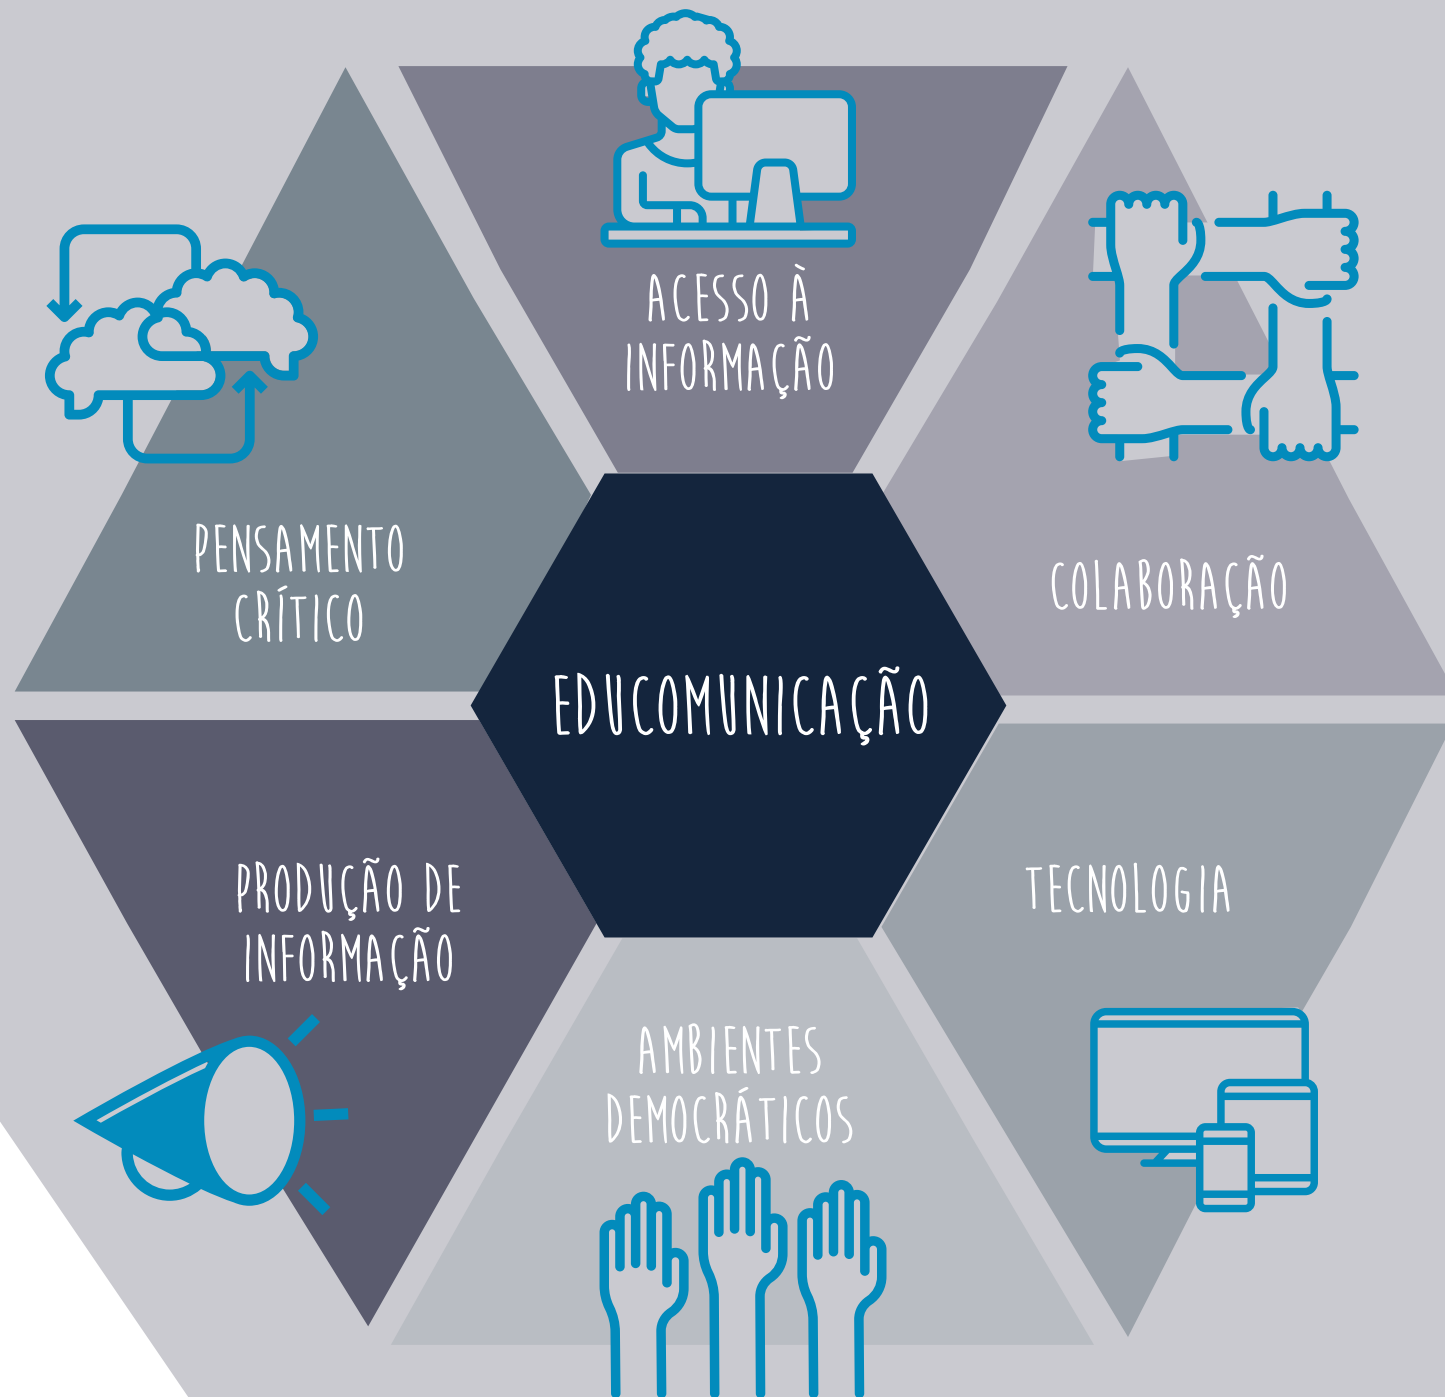 ACESSO À
INFORMAÇÃO
PENSAMENTO
CRÍTICO
COLABORAÇÃO
EDUCOMUNICAÇÃO
PRODUÇÃO DE
INFORMAÇÃO
TECNOLOGIA
AMBIENTES
DEMOCRÁTICOS